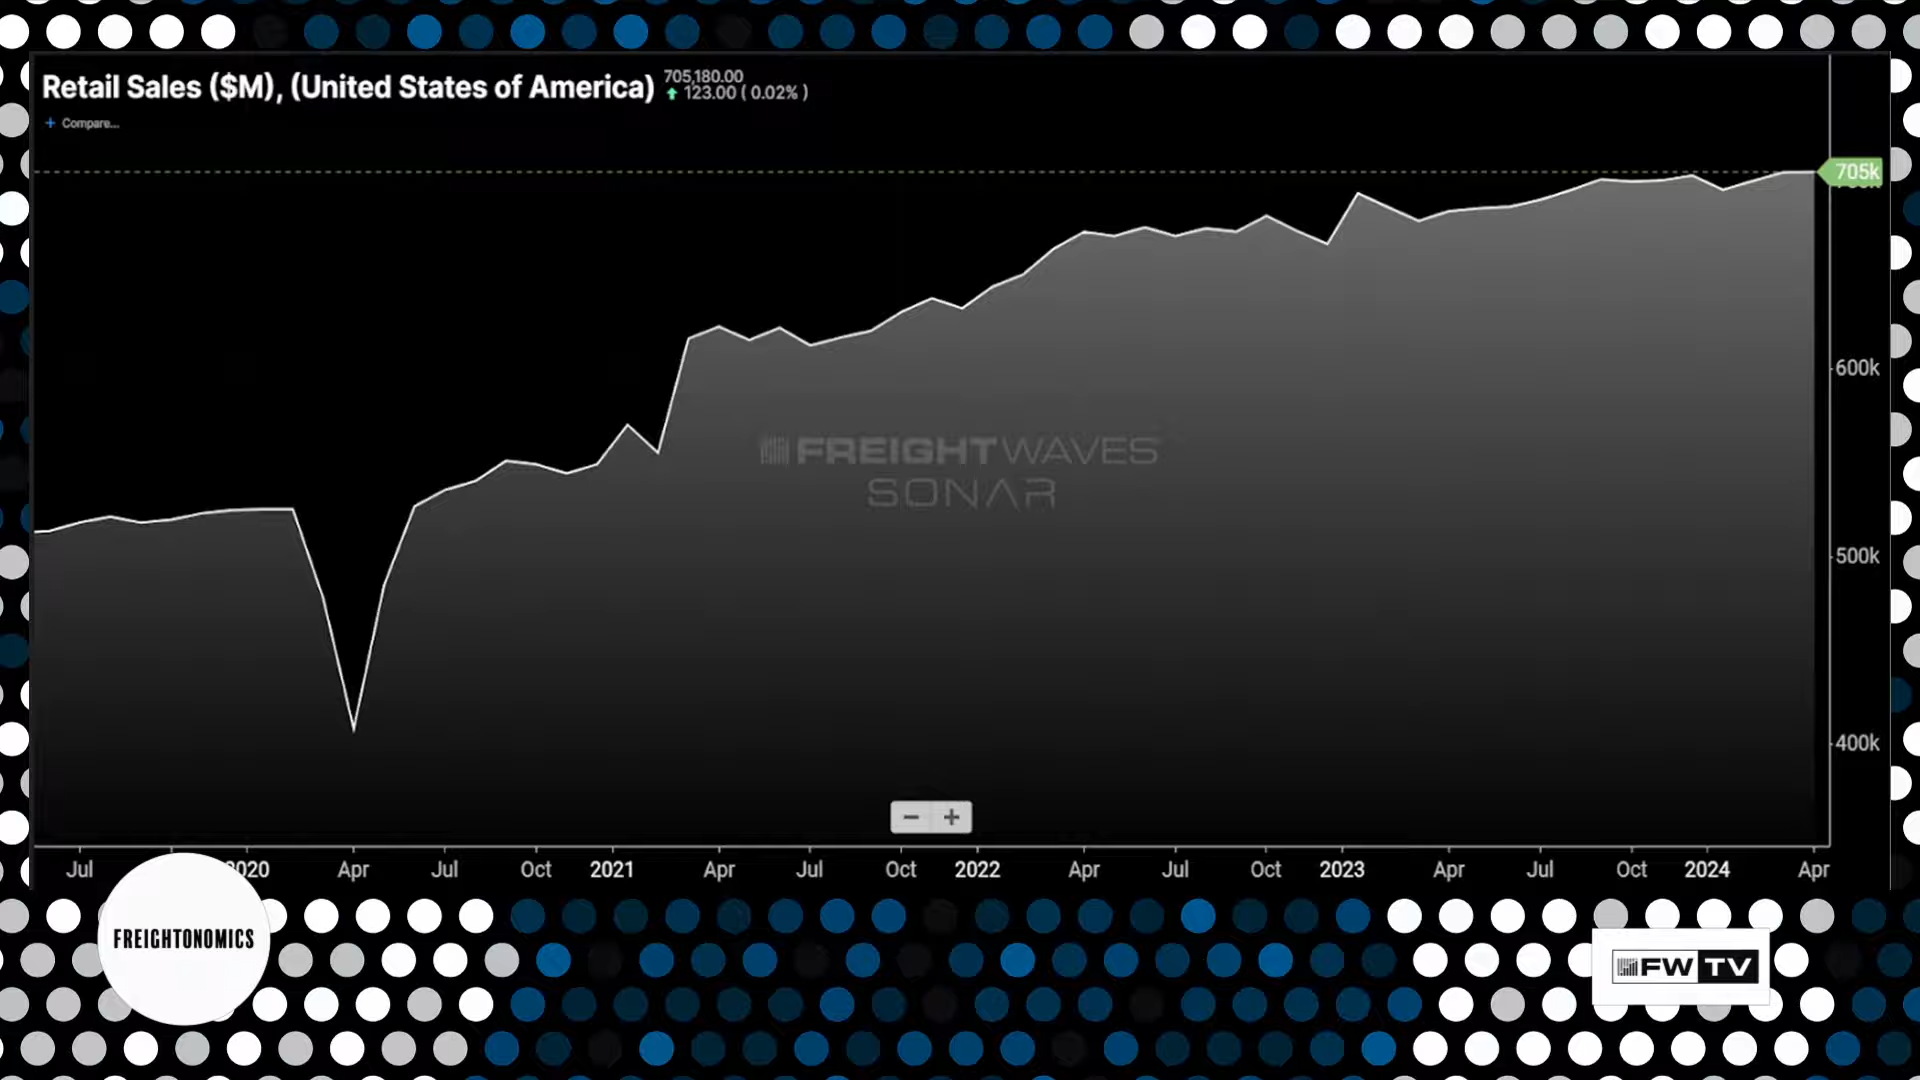 Retail Sales ($M), (United States of America) 705,180.00
123.00 ( 0.02% )
+ Compare...
705k
600k
FREIGHTWAVES
SONAR
500k
400k
− +
Jul 2020 Apr Jul Oct 2021 Apr Jul Oct 2022 Apr Jul Oct 2023 Apr Jul Oct 2024 Apr
FREIGHTONOMICS
FW TV